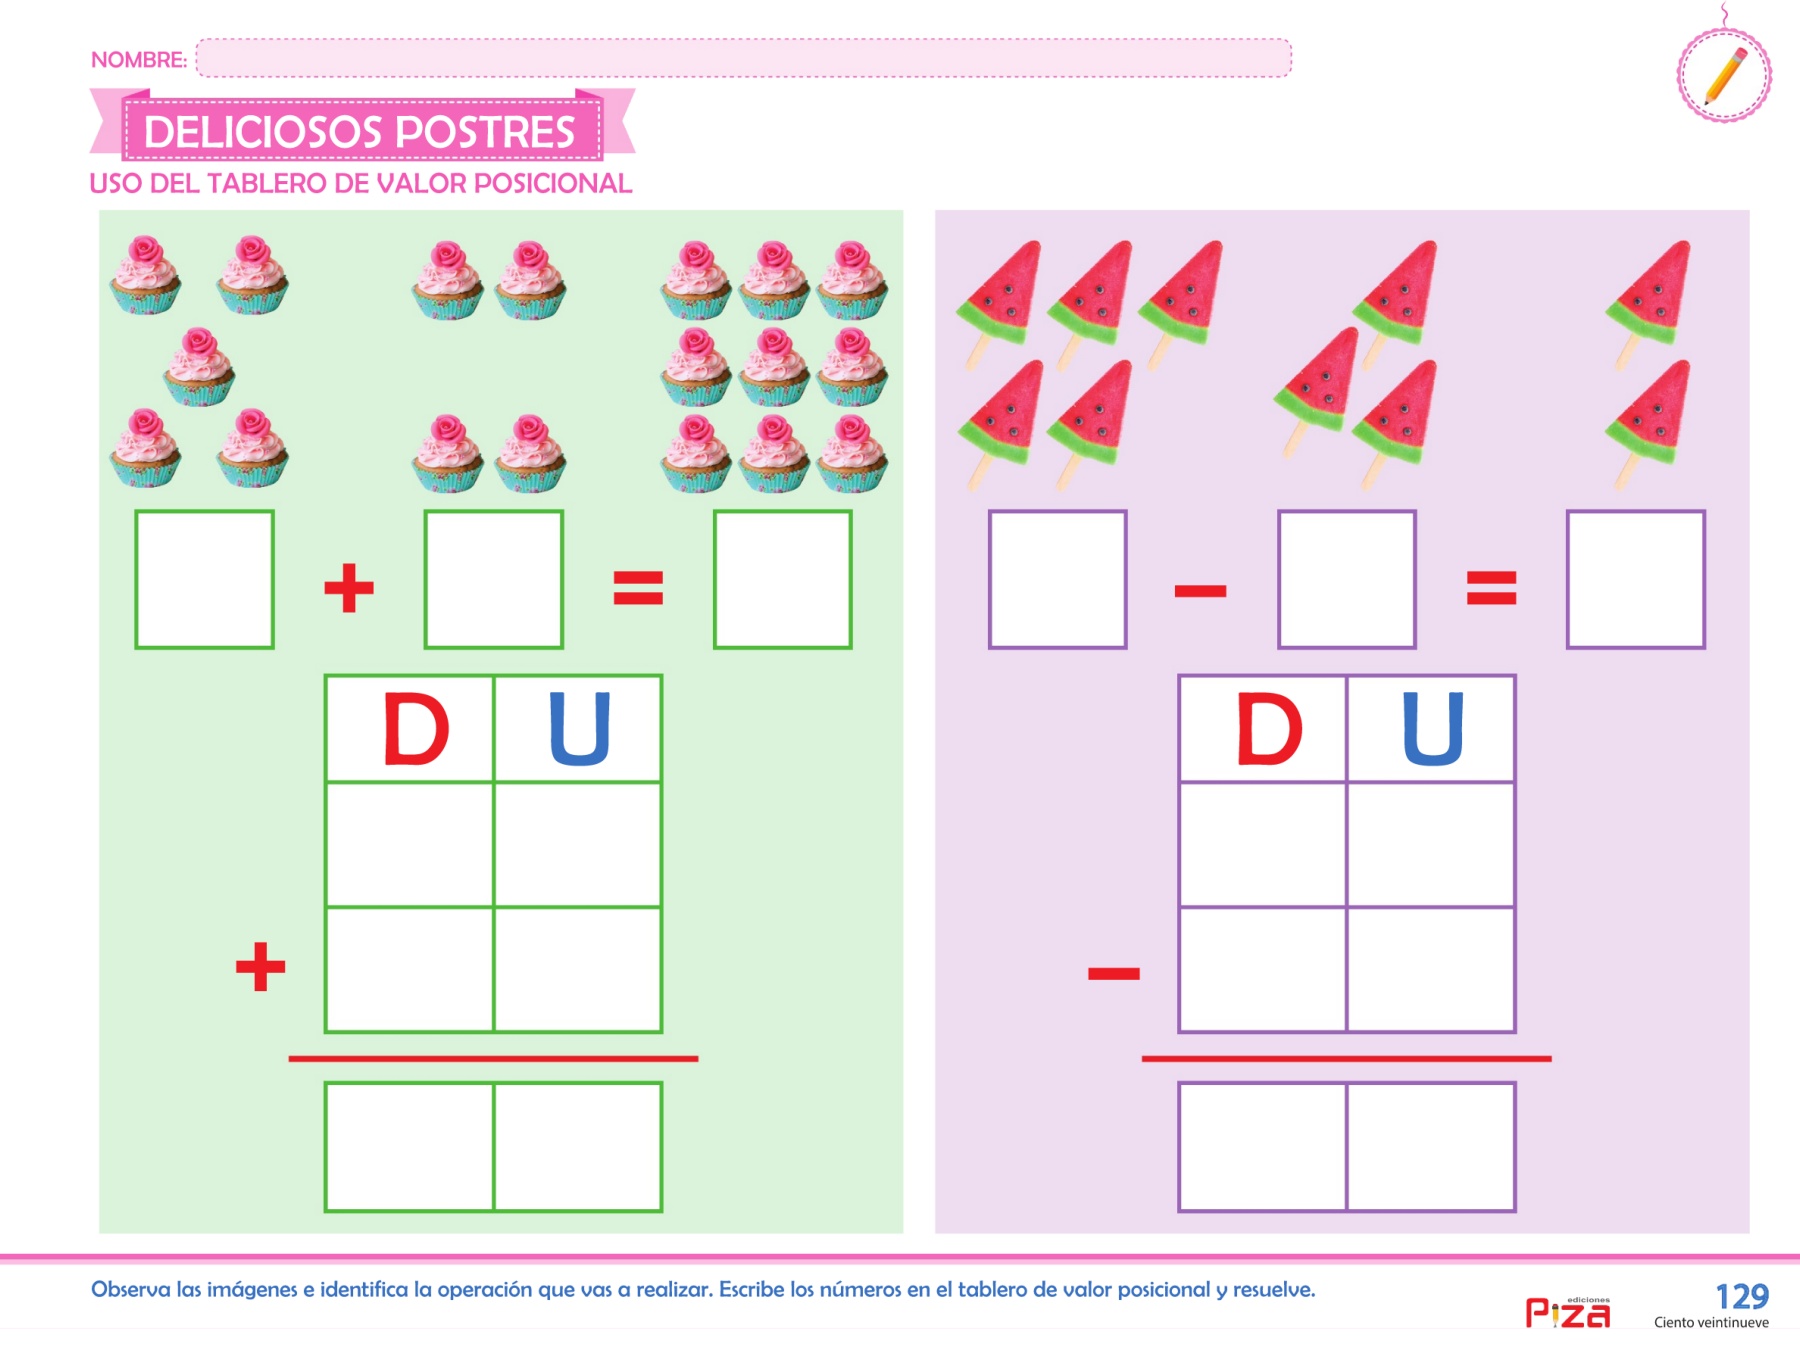 NOMBRE:
DELICIOSOS POSTRES
USO DEL TABLERO DE VALOR POSICIONAL
+ =
D U
+
− =
D U
−
Observa las imágenes e identifica la operación que vas a realizar. Escribe los números en el tablero de valor posicional y resuelve.
ediciones
Piza
129
Ciento veintinueve